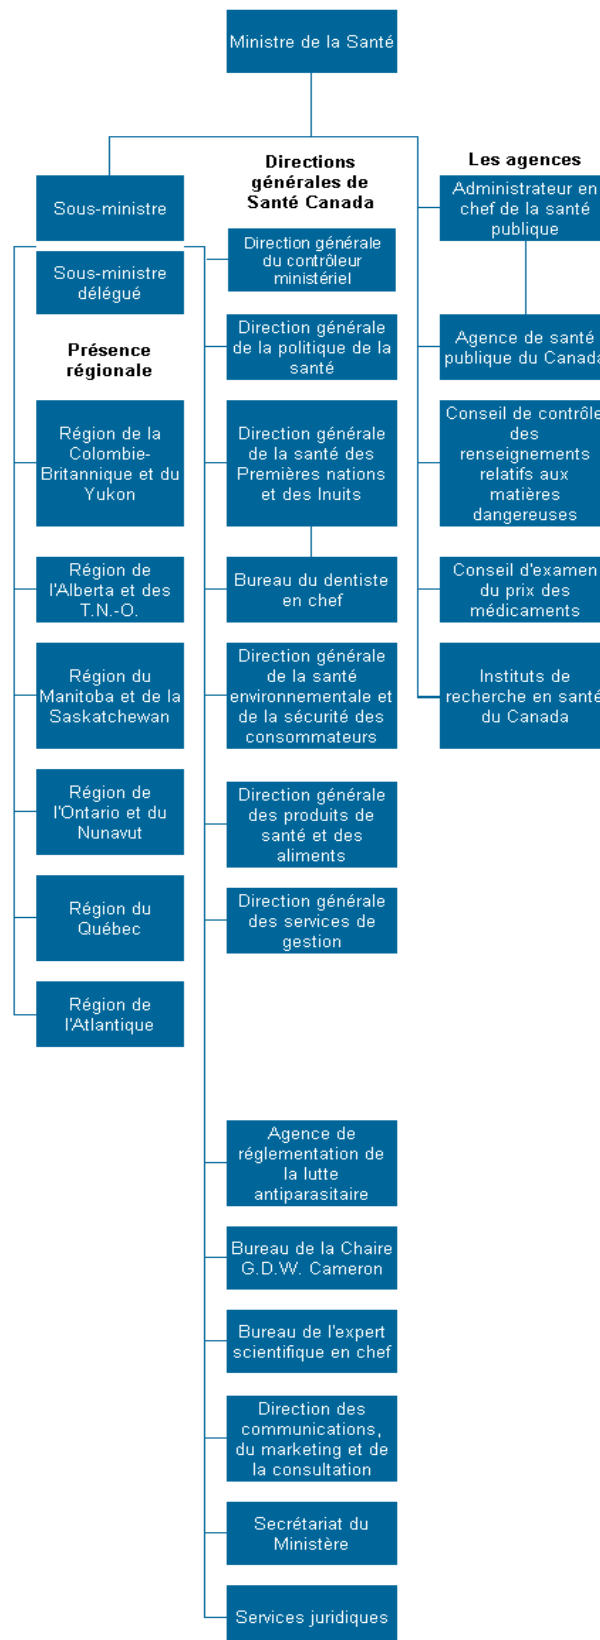 Ministre de la Santé
Sous-ministre
Sous-ministre
délégué
Présence
régionale
Région de la
Colombie-
Britannique et du
Yukon
Région de
l'Alberta et des
T.N.-O.
Région du
Manitoba et de la
Saskatchewan
Région de
l'Ontario et du
Nunavut
Région du
Québec
Région de
l'Atlantique
Directions
générales de
Santé Canada
Direction générale
du contrôleur
ministériel
Direction générale
de la politique de la
santé
Direction générale
de la santé des
Premières nations
et des Inuits
Bureau du dentiste
en chef
Direction générale
de la santé
environnementale et
de la sécurité des
consommateurs
Direction générale
des produits de
santé et des
aliments
Direction générale
des services de
gestion
Agence de
réglementation de
la lutte
antiparasitaire
Bureau de la Chaire
G.D.W. Cameron
Bureau de l'expert
scientifique en chef
Direction des
communications,
du marketing et de
la consultation
Secrétariat du
Ministère
Services juridiques
Les agences
Administrateur en
chef de la santé
publique
Agence de santé
publique du Canada
Conseil de contrôle
des
renseignements
relatifs aux
matières
dangereuses
Conseil d'examen
du prix des
médicaments
Instituts de
recherche en santé
du Canada